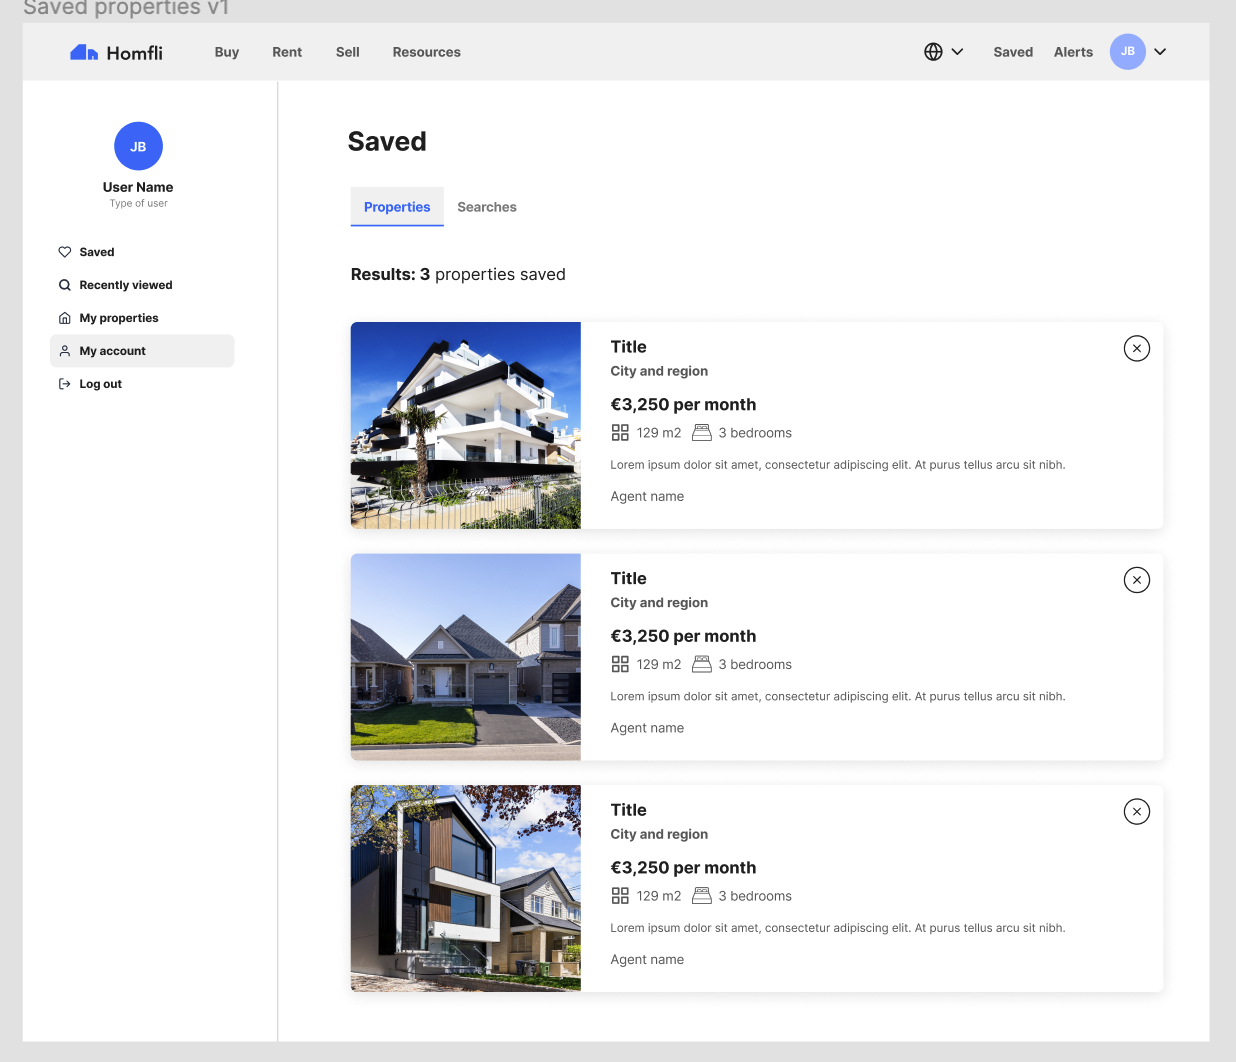 Saved properties v1
Homfli
Buy Rent Sell Resources
Saved Alerts JB
JB
User Name
Type of user
Saved
Recently viewed
My properties
My account
Log out
Saved
Properties Searches
Results: 3 properties saved
Title
City and region
€3,250 per month
129 m2 3 bedrooms
Lorem ipsum dolor sit amet, consectetur adipiscing elit. At purus tellus arcu sit nibh.
Agent name
Title
City and region
€3,250 per month
129 m2 3 bedrooms
Lorem ipsum dolor sit amet, consectetur adipiscing elit. At purus tellus arcu sit nibh.
Agent name
Title
City and region
€3,250 per month
129 m2 3 bedrooms
Lorem ipsum dolor sit amet, consectetur adipiscing elit. At purus tellus arcu sit nibh.
Agent name